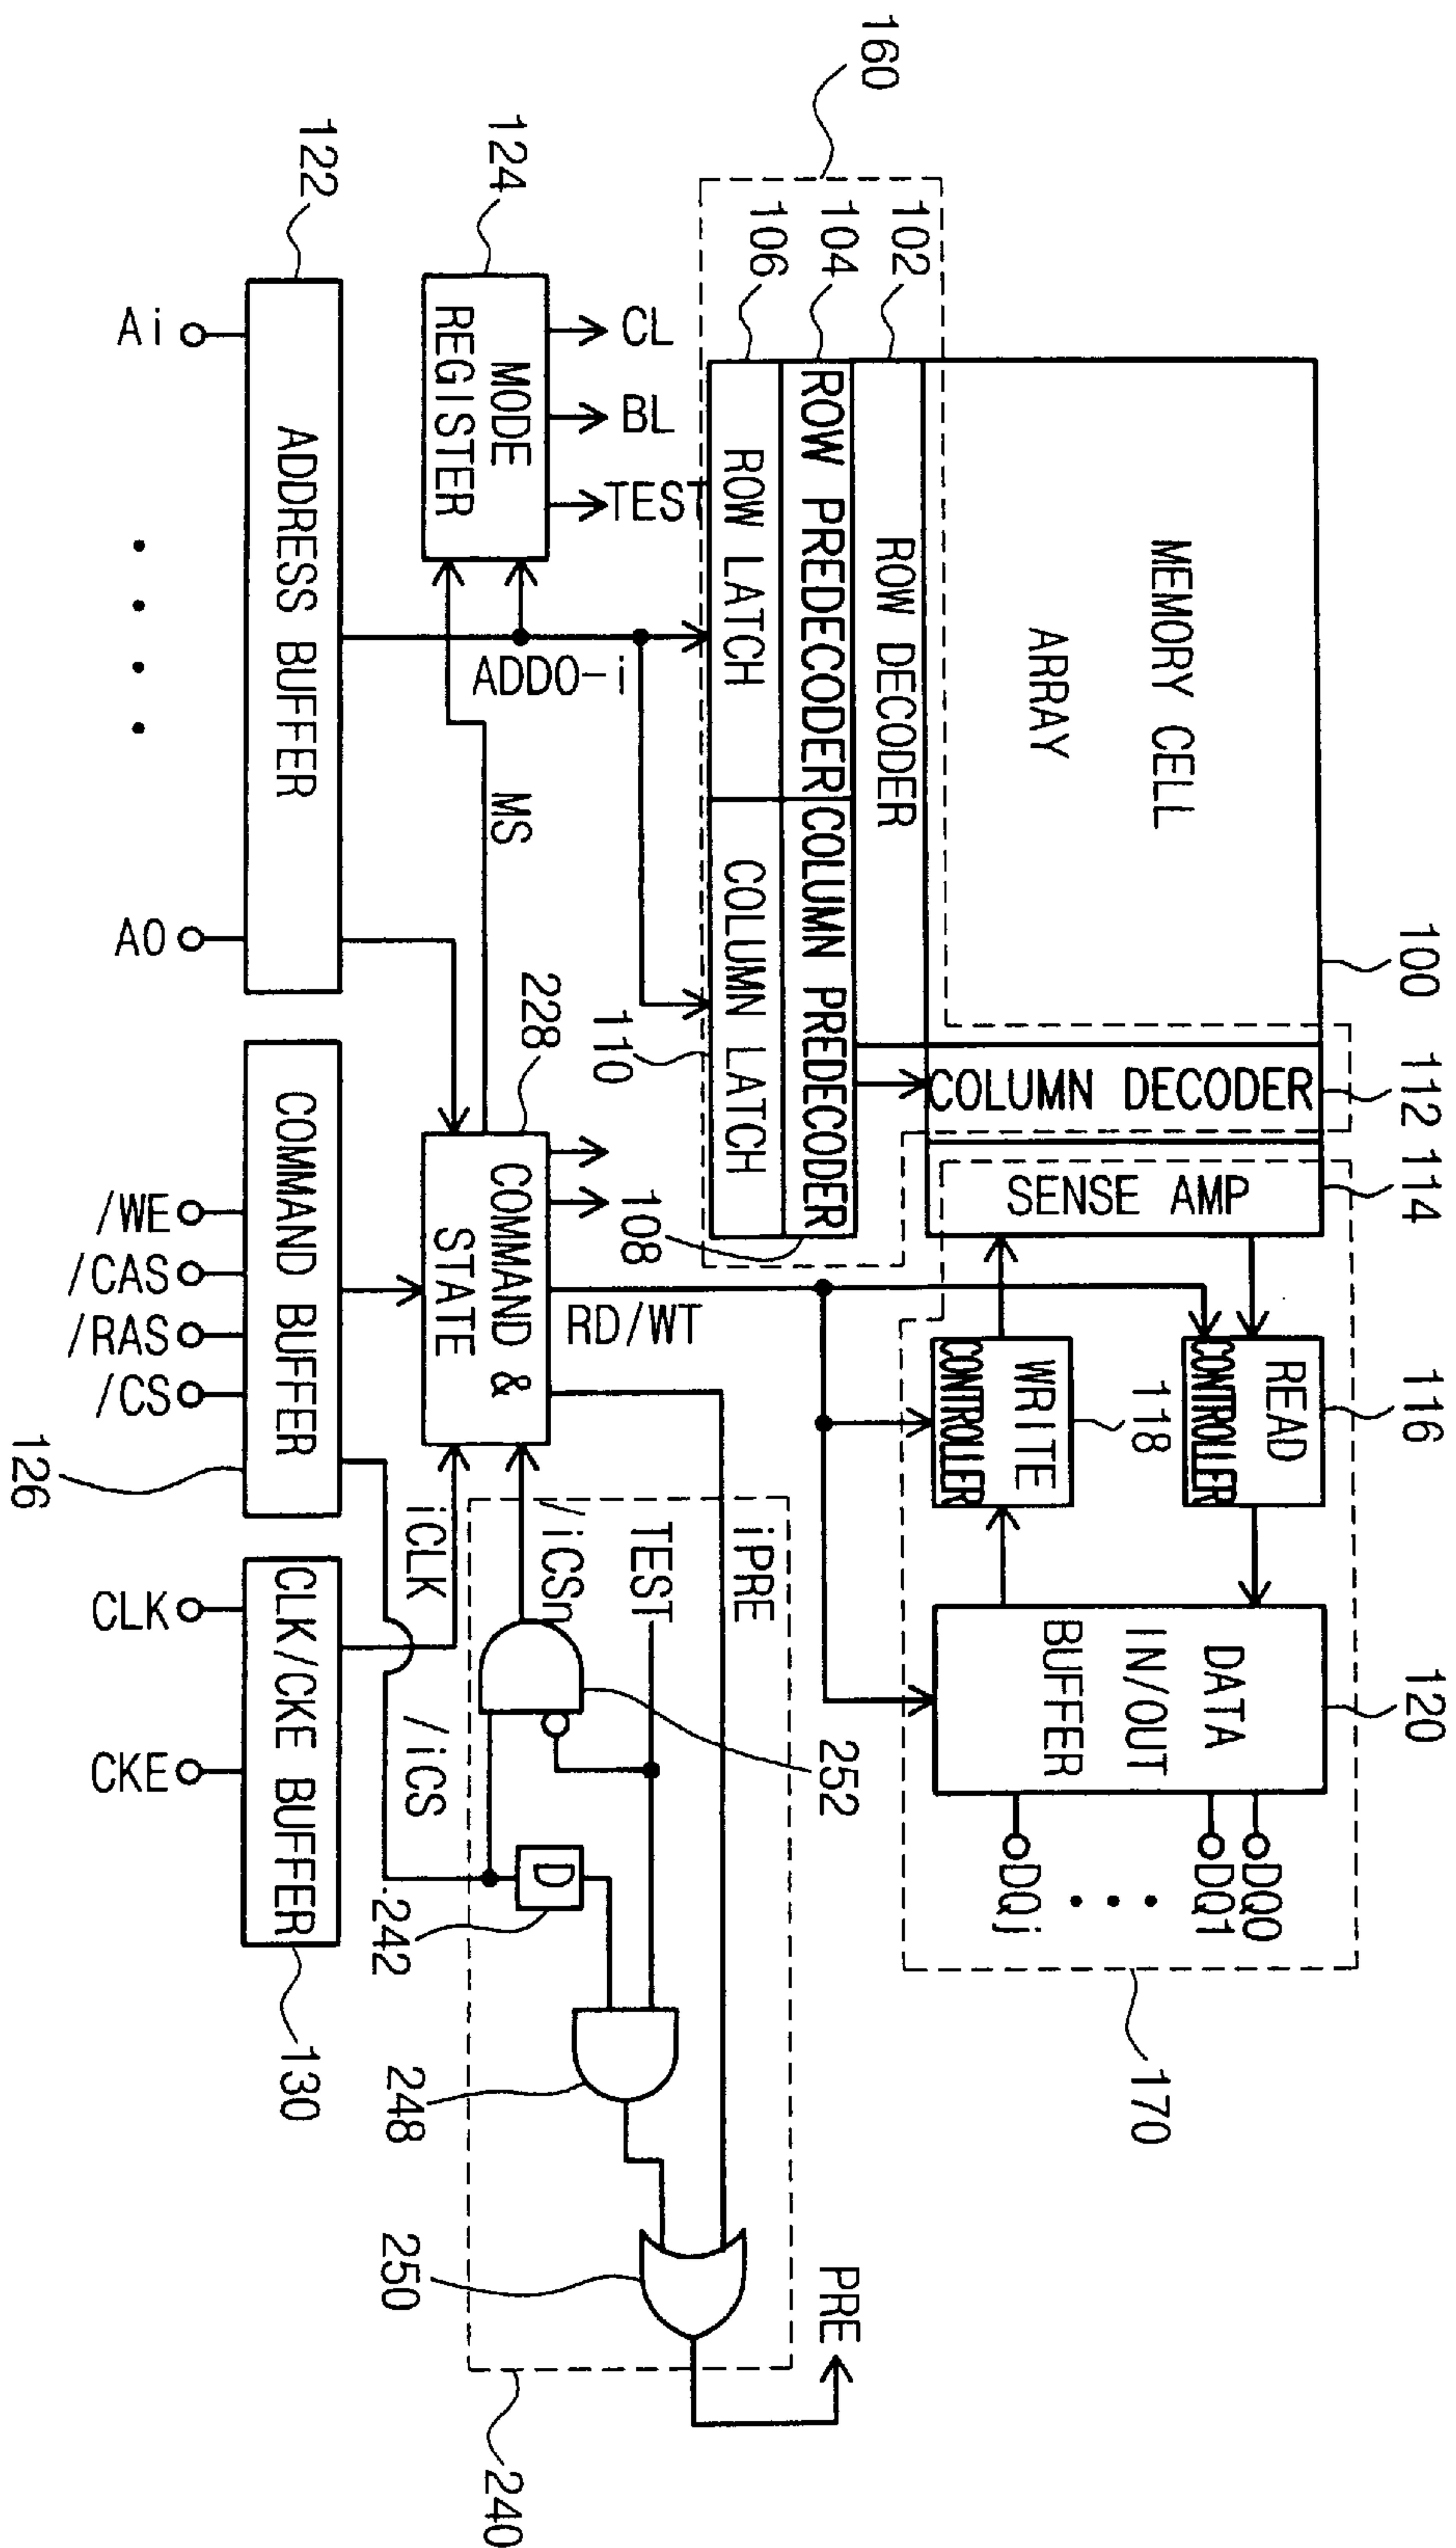 160
122
124
106
104
102
Ai
A0
ADDRESS BUFFER
MODE
REGISTER
CL
BL
TEST
ADD0-i
MS
ROW LATCH
ROW PREDECODER
ROW DECODER
MEMORY CELL
ARRAY
COLUMN LATCH
COLUMN PREDECODER
COLUMN DECODER
SENSE AMP
100
112
114
110
108
228
COMMAND &
STATE
RD/WT
COMMAND BUFFER
/WE
/CAS
/RAS
/CS
126
CLK/CKE BUFFER
CLK
CKE
130
iCLK
/iCS
/iCSn
TEST
iPRE
252
D
242
248
250
PRE
240
READ
CONTROLLER
116
WRITE
CONTROLLER
118
DATA
IN/OUT
BUFFER
120
DQ0
DQ1
DQj
170